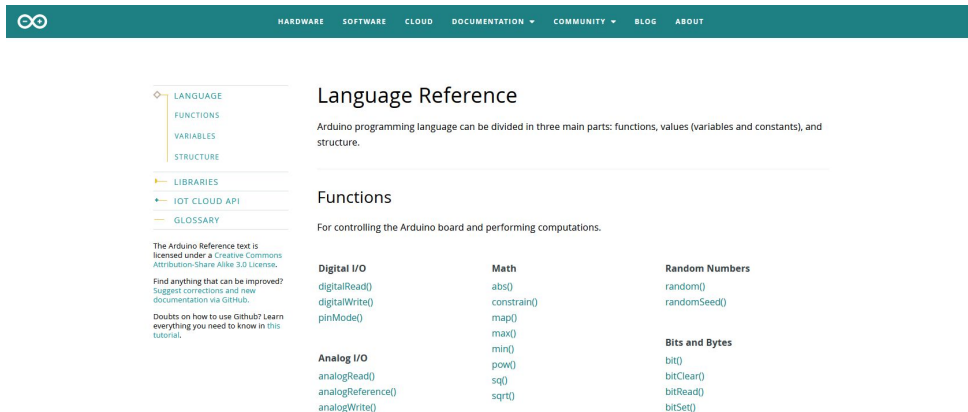 HARDWARE SOFTWARE CLOUD DOCUMENTATION COMMUNITY BLOG ABOUT
LANGUAGE
FUNCTIONS
VARIABLES
STRUCTURE
LIBRARIES
IOT CLOUD API
GLOSSARY
The Arduino Reference text is
licensed under a Creative Commons
Attribution-Share Alike 3.0 License.
Find anything that can be improved?
Suggest corrections and new
documentation via GitHub.
Doubts on how to use Github? Learn
everything you need to know in this
tutorial.
Language Reference
Arduino programming language can be divided in three main parts: functions, values (variables and constants), and
structure.
Functions
For controlling the Arduino board and performing computations.
Digital I/O
digitalRead()
digitalWrite()
pinMode()
Analog I/O
analogRead()
analogReference()
analogWrite()
Math
abs()
constrain()
map()
max()
min()
pow()
sq()
sqrt()
Random Numbers
random()
randomSeed()
Bits and Bytes
bit()
bitClear()
bitRead()
bitSet()